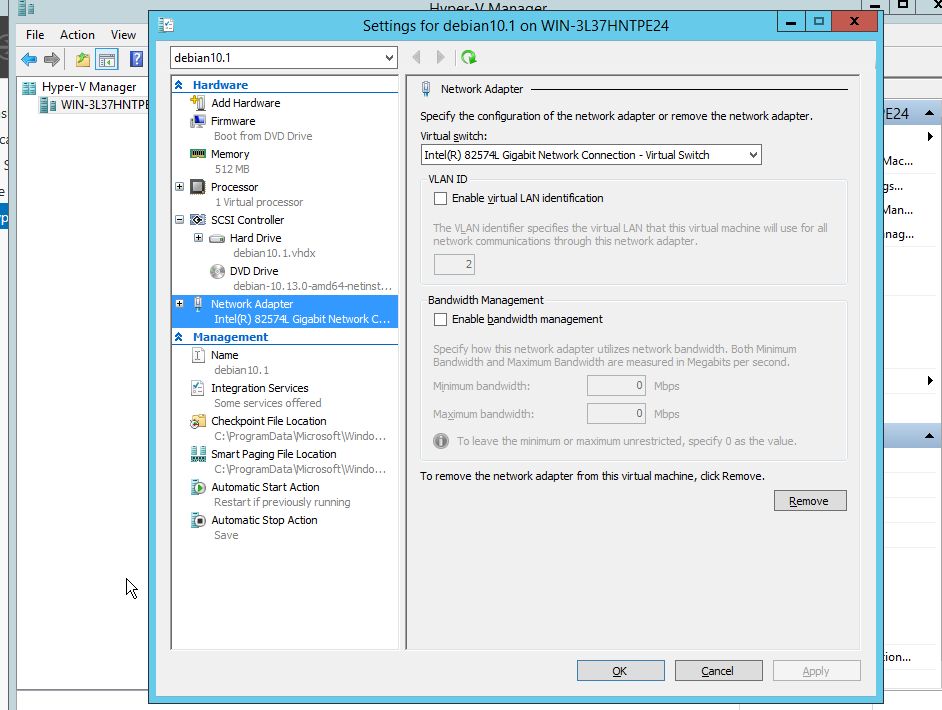 Hyper-V Manager
Settings for debian10.1 on WIN-3L37HNTPE24
File Action View
debian10.1
Hyper-V Manager
WIN-3L37HNTPE
Hardware
Add Hardware
Firmware
Boot from DVD Drive
Memory
512 MB
Processor
1 Virtual processor
SCSI Controller
Hard Drive
debian10.1.vhdx
DVD Drive
debian-10.13.0-amd64-netinst...
Network Adapter
Intel(R) 82574L Gigabit Network C...
Management
Name
debian10.1
Integration Services
Some services offered
Checkpoint File Location
C:\ProgramData\Microsoft\Windo...
Smart Paging File Location
C:\ProgramData\Microsoft\Windo...
Automatic Start Action
Restart if previously running
Automatic Stop Action
Save
Network Adapter
Specify the configuration of the network adapter or remove the network adapter.
Virtual switch:
Intel(R) 82574L Gigabit Network Connection - Virtual Switch
VLAN ID
Enable virtual LAN identification
The VLAN identifier specifies the virtual LAN that this virtual machine will use for all
network communications through this network adapter.
2
Bandwidth Management
Enable bandwidth management
Specify how this network adapter utilizes network bandwidth. Both Minimum
Bandwidth and Maximum Bandwidth are measured in Megabits per second.
Minimum bandwidth: 0 Mbps
Maximum bandwidth: 0 Mbps
To leave the minimum or maximum unrestricted, specify 0 as the value.
To remove the network adapter from this virtual machine, click Remove.
Remove
OK Cancel Apply
PE24
Mac...
gs...
Man...
nag...
tion...